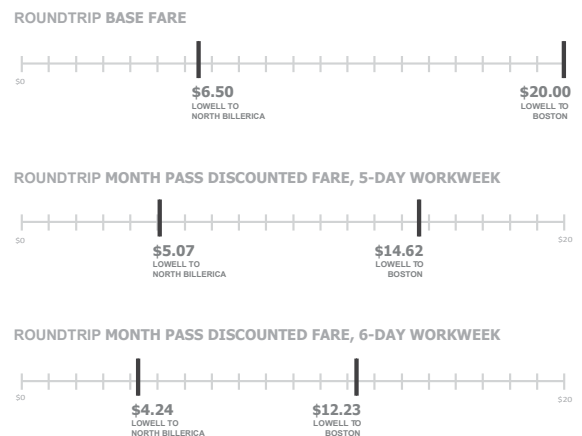 ROUNDTRIP BASE FARE
$0
$6.50
LOWELL TO
NORTH BILLERICA
$20.00
LOWELL TO
BOSTON
ROUNDTRIP MONTH PASS DISCOUNTED FARE, 5-DAY WORKWEEK
$0
$20
$5.07
LOWELL TO
NORTH BILLERICA
$14.62
LOWELL TO
BOSTON
ROUNDTRIP MONTH PASS DISCOUNTED FARE, 6-DAY WORKWEEK
$0
$20
$4.24
LOWELL TO
NORTH BILLERICA
$12.23
LOWELL TO
BOSTON